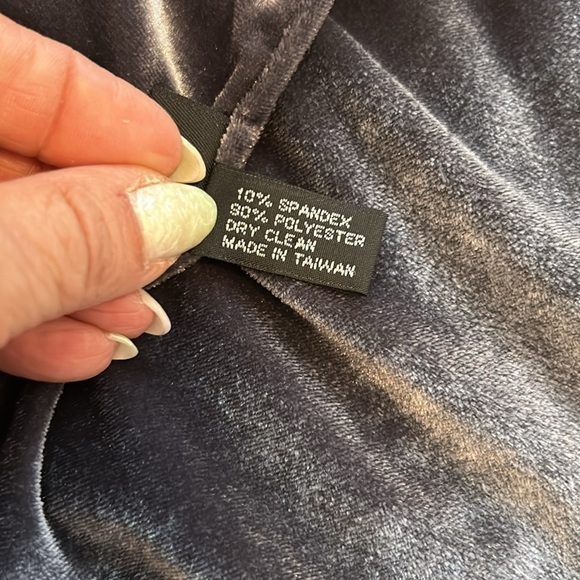 10% SPANDEX
90% POLYESTER
DRY CLEAN
MADE IN TAIWAN